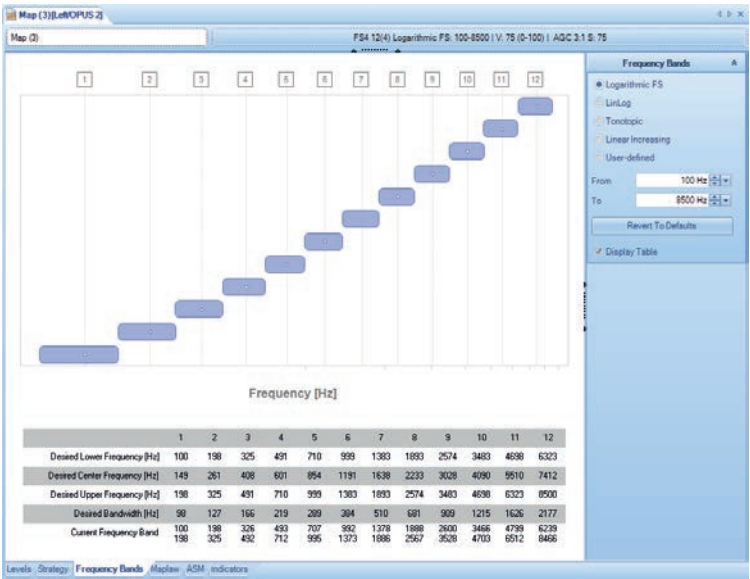 Map (3)[Left/OPUS 2]
Map (3)
FS4 12(4) Logarithmic FS: 100-8500 | V: 75 (0-100) | AGC 3:1 S: 75
1 2 3 4 5 6 7 8 9 10 11 12
Frequency [Hz]
1 2 3 4 5 6 7 8 9 10 11 12
Desired Lower Frequency [Hz] 100 198 325 491 710 999 1383 1893 2574 3483 4698 6323
Desired Center Frequency [Hz] 149 261 408 601 854 1191 1638 2233 3028 4090 5510 7412
Desired Upper Frequency [Hz] 198 325 491 710 999 1383 1893 2574 3483 4698 6323 8500
Desired Bandwidth [Hz] 98 127 166 219 289 384 510 681 909 1215 1626 2177
Current Frequency Band 100 198 326 493 707 992 1378 1888 2600 3466 4799 6239
198 325 492 712 995 1373 1886 2567 3528 4703 6512 8466
Frequency Bands
Logarithmic FS
LinLog
Tonotopic
Linear Increasing
User-defined
From 100 Hz
To 8500 Hz
Revert To Defaults
Display Table
Levels Strategy Frequency Bands Maplaw ASM Indicators